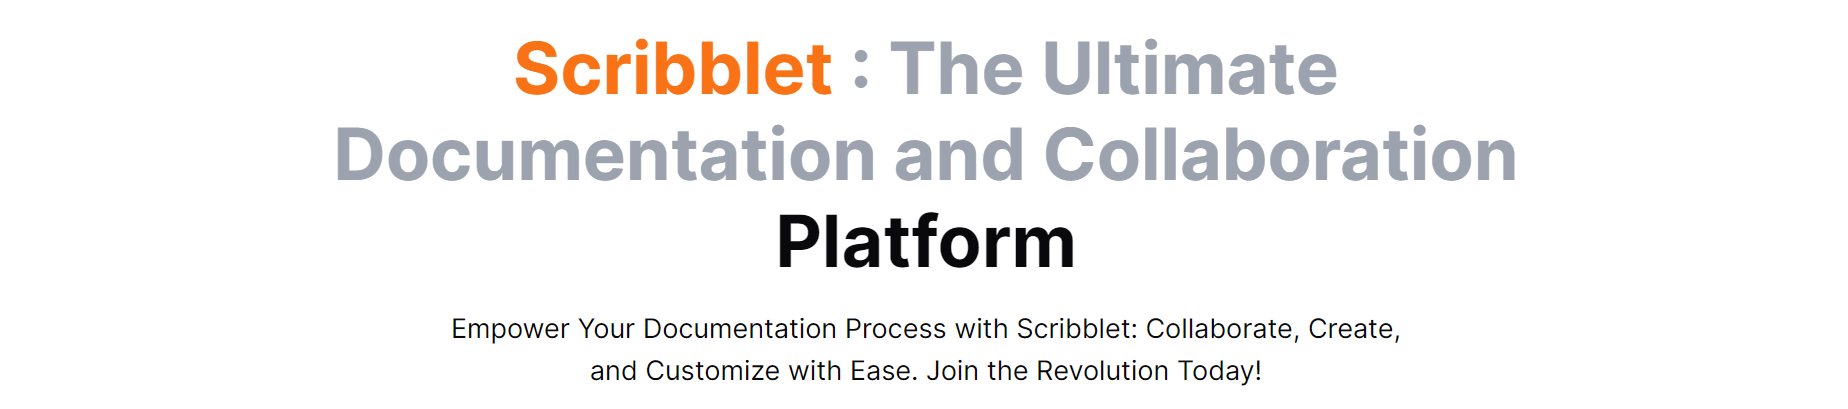 Scribblet : The Ultimate
Documentation and Collaboration
Platform
Empower Your Documentation Process with Scribblet: Collaborate, Create,
and Customize with Ease. Join the Revolution Today!